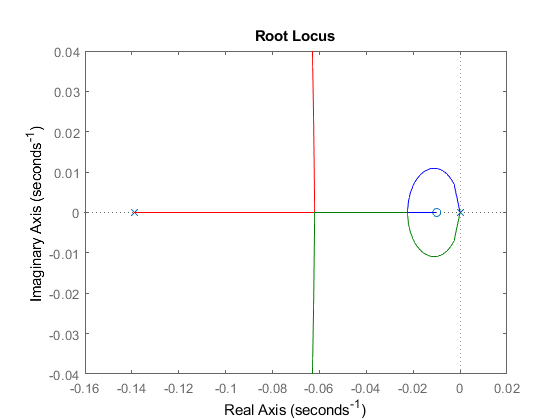 Root Locus
Imaginary Axis (seconds⁻¹)
0.04
0.03
0.02
0.01
0
-0.01
-0.02
-0.03
-0.04
-0.16 -0.14 -0.12 -0.1 -0.08 -0.06 -0.04 -0.02 0 0.02
Real Axis (seconds⁻¹)